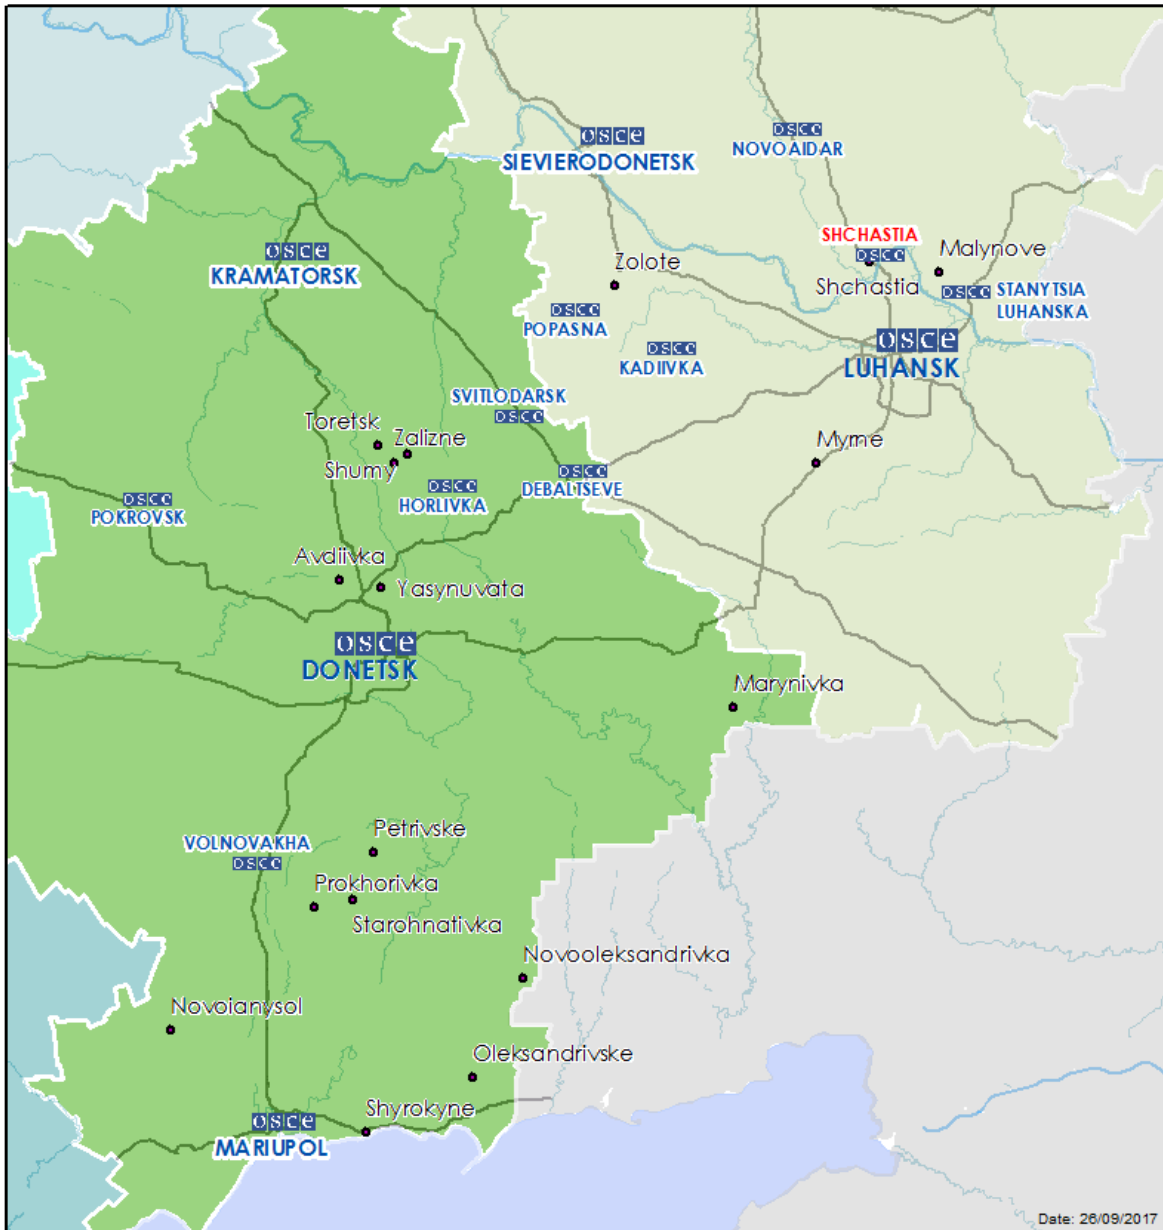 osce
SIEVIERODONETSK
osce
NOVOAIDAR
osce
KRAMATORSK
SHCHASTIA
osce
Shchastia
Malynove
osce
STANYTSIA
LUHANSKA
Zolote
osce
POPASNA
osce
KADIIVKA
osce
LUHANSK
SVITLODARSK
osce
Toretsk
Zalizne
Shumy
osce
HORLIVKA
osce
DEBALTSEVE
Myrne
osce
POKROVSK
Avdiivka
Yasynuvata
osce
DONETSK
Marynivka
VOLNOVAKHA
osce
Petrivske
Prokhorivka
Starohnativka
Novooleksandrivka
Novoianysol
Oleksandrivske
osce
MARIUPOL
Shyrokyne
Date: 26/09/2017